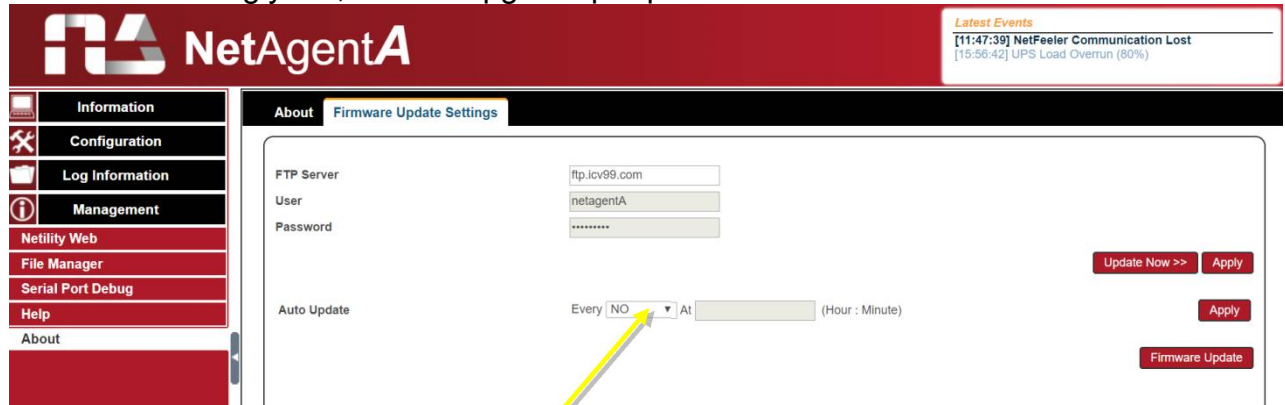 NetAgentA
Latest Events
[11:47:39] NetFeeler Communication Lost
[15:56:42] UPS Load Overrun (80%)
Information
Configuration
Log Information
Management
Netility Web
File Manager
Serial Port Debug
Help
About
About Firmware Update Settings
FTP Server ftp.icv99.com
User netagentA
Password •••••••••
Update Now >> Apply
Auto Update Every NO At (Hour : Minute) Apply
Firmware Update